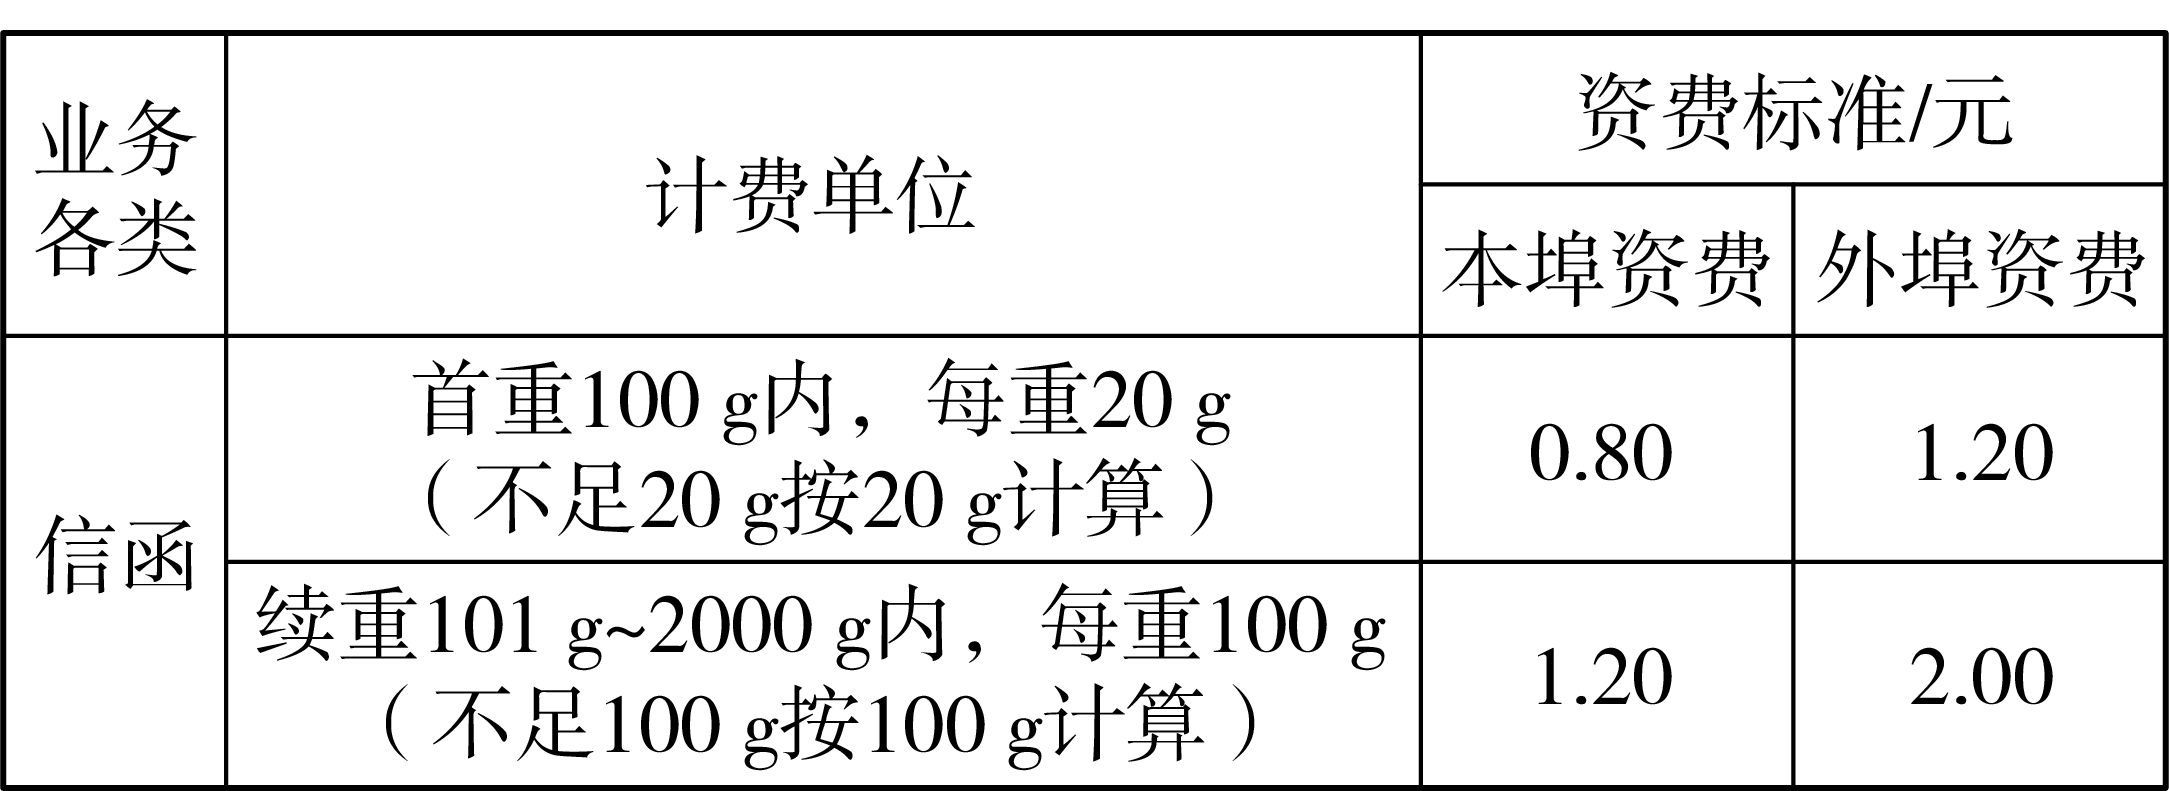 业务
各类
计费单位
资费标准/元
本埠资费
外埠资费
信函
首重100 g内，每重20 g
（不足20 g按20 g计算）
0.80
1.20
续重101 g~2000 g内，每重100 g
（不足100 g按100 g计算）
1.20
2.00